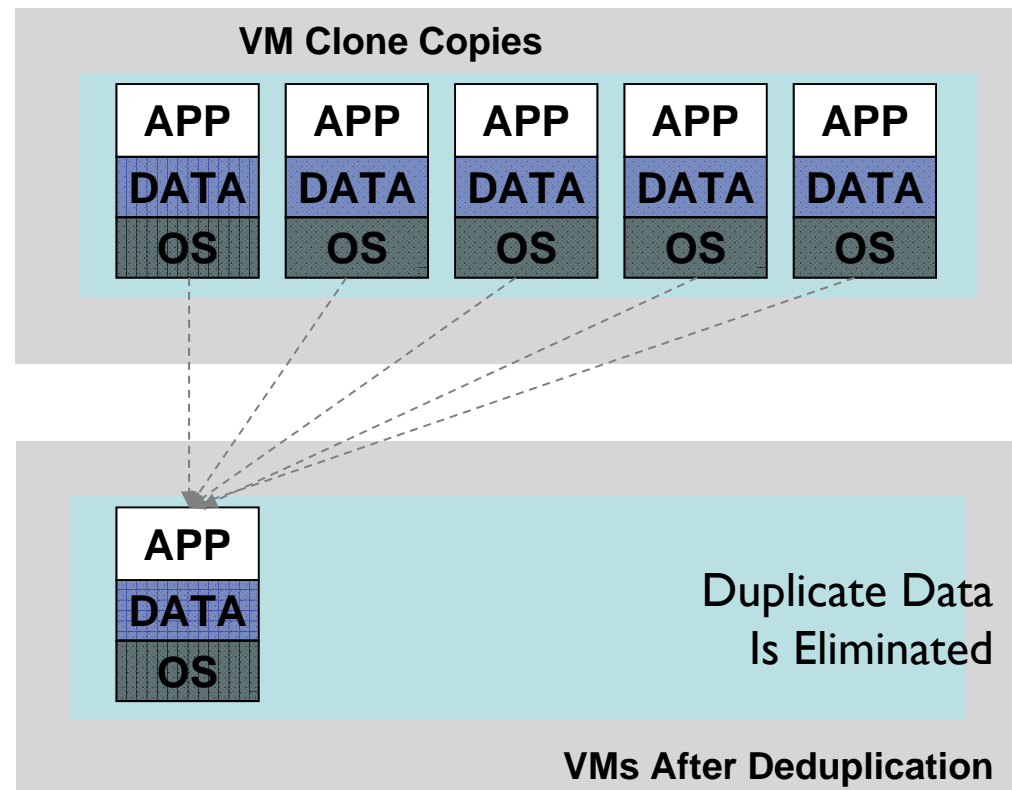 VM Clone Copies
APP APP APP APP APP
DATA DATA DATA DATA DATA
OS OS OS OS OS
APP
DATA
OS
Duplicate Data
Is Eliminated
VMs After Deduplication